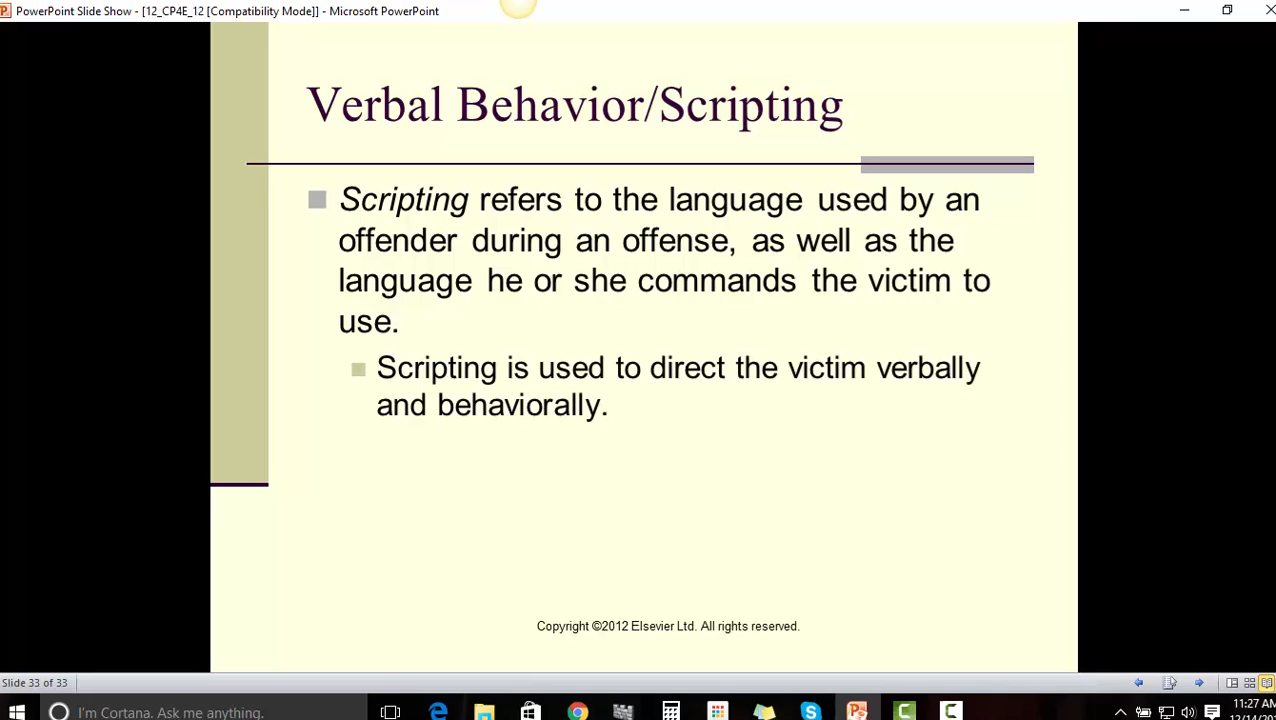 PowerPoint Slide Show - [12_CP4E_12 [Compatibility Mode]] - Microsoft PowerPoint
Verbal Behavior/Scripting
Scripting refers to the language used by an
offender during an offense, as well as the
language he or she commands the victim to
use.
Scripting is used to direct the victim verbally
and behaviorally.
Copyright ©2012 Elsevier Ltd. All rights reserved.
Slide 33 of 33
I'm Cortana. Ask me anything.
11:27 AM